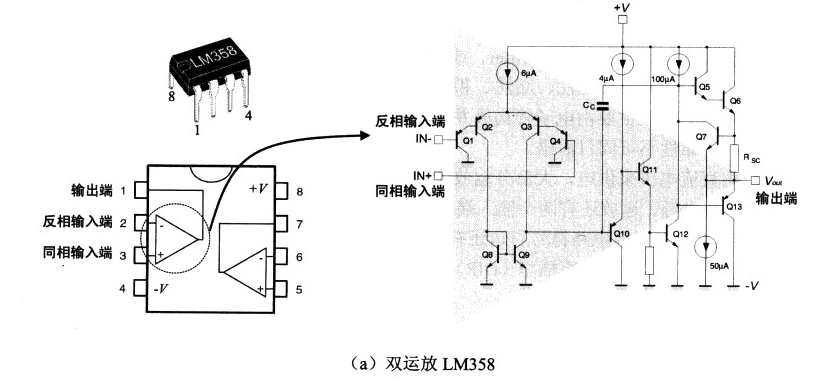 LM358
8
4
1
+V
6μA
4μA
100μA
Q5
Q6
C_C
反相输入端
IN-
Q1
Q2
Q3
Q4
Q7
R_SC
IN+
同相输入端
Q11
V_out
输出端
Q13
Q10
Q12
Q8
Q9
50μA
-V
输出端 1
+V
8
反相输入端 2
-
7
同相输入端 3
+
-
6
4
-V
+
5
(a) 双运放 LM358